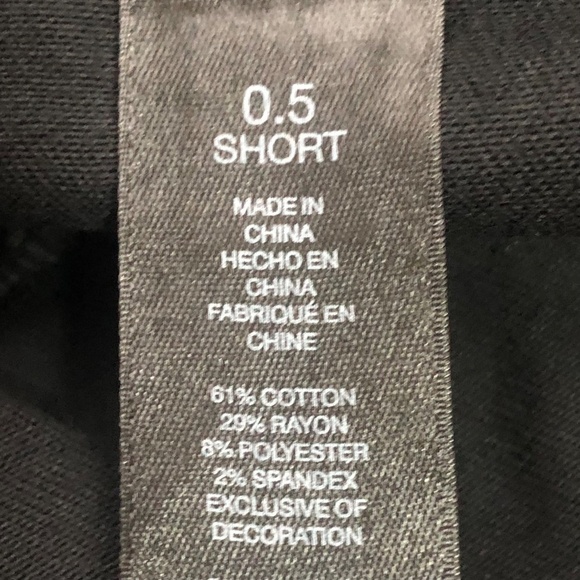 0.5
SHORT
MADE IN
CHINA
HECHO EN
CHINA
FABRIQUÉ EN
CHINE
61% COTTON
29% RAYON
8% POLYESTER
2% SPANDEX
EXCLUSIVE OF
DECORATION